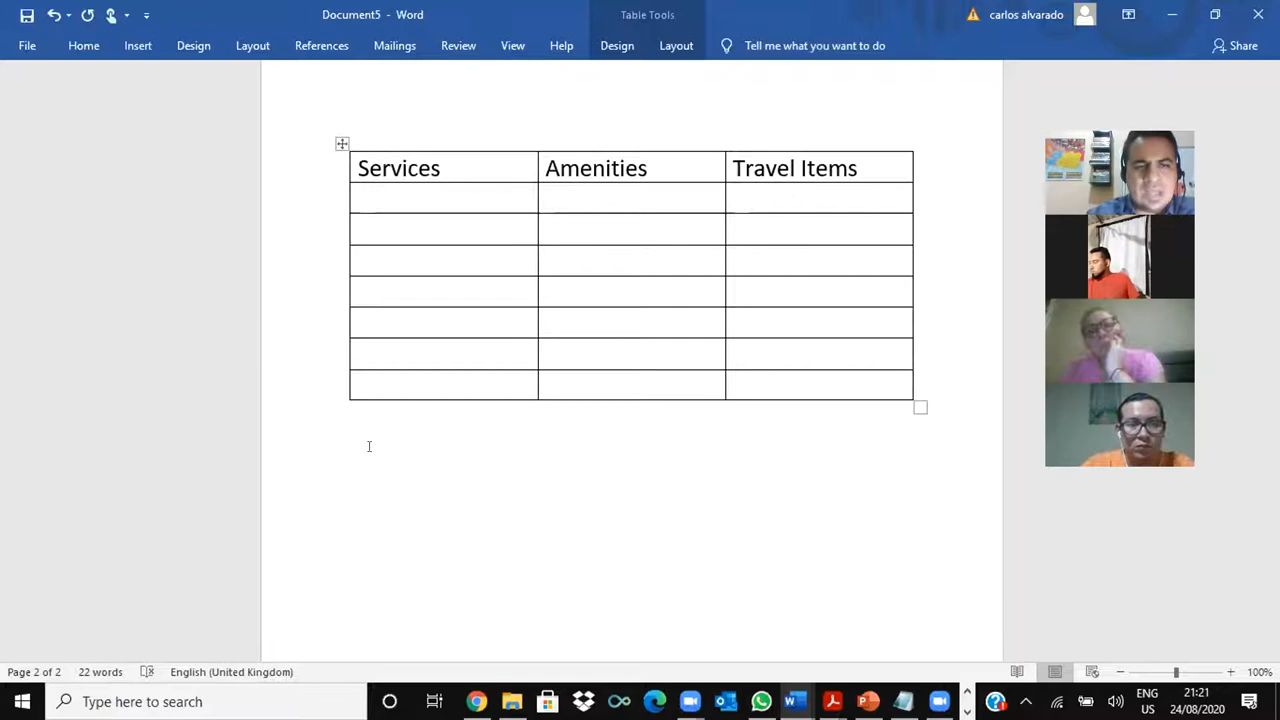 Document5 - Word
Table Tools
carlos alvarado
File Home Insert Design Layout References Mailings Review View Help Design Layout Tell me what you want to do Share
Services Amenities Travel Items
Page 2 of 2 22 words English (United Kingdom) 100%
Type here to search
ENG
US
21:21
24/08/2020